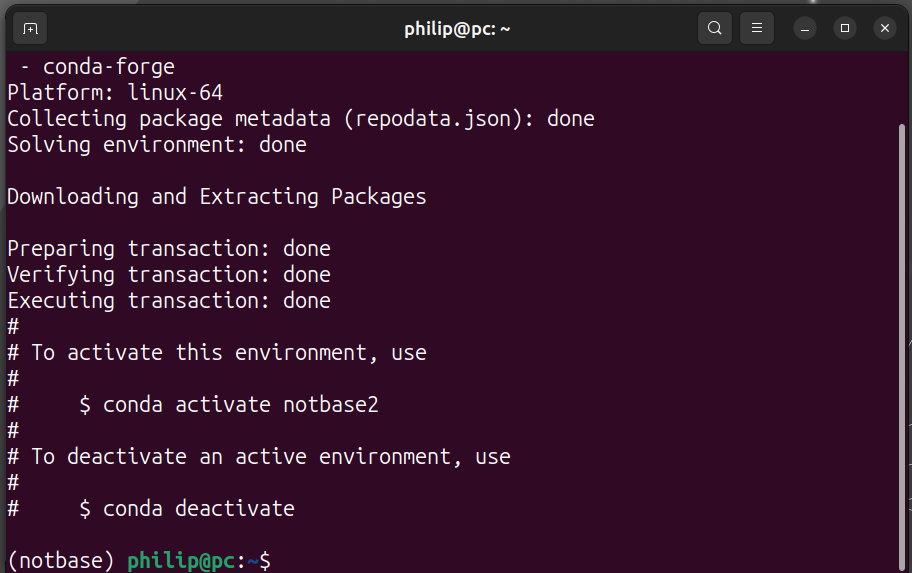 philip@pc: ~
- conda-forge
Platform: linux-64
Collecting package metadata (repodata.json): done
Solving environment: done
Downloading and Extracting Packages
Preparing transaction: done
Verifying transaction: done
Executing transaction: done
#
# To activate this environment, use
#
#     $ conda activate notbase2
#
# To deactivate an active environment, use
#
#     $ conda deactivate
(notbase) philip@pc:~$